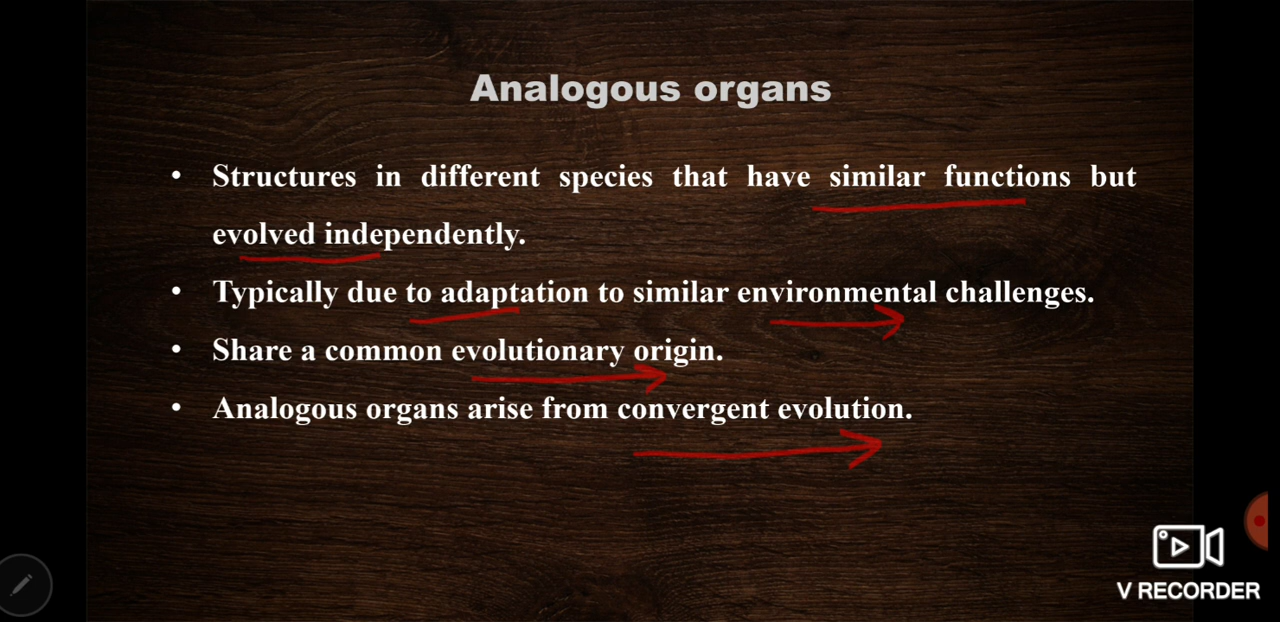 Analogous organs
• Structures in different species that have similar functions but
evolved independently.
• Typically due to adaptation to similar environmental challenges.
• Share a common evolutionary origin.
• Analogous organs arise from convergent evolution.
V RECORDER